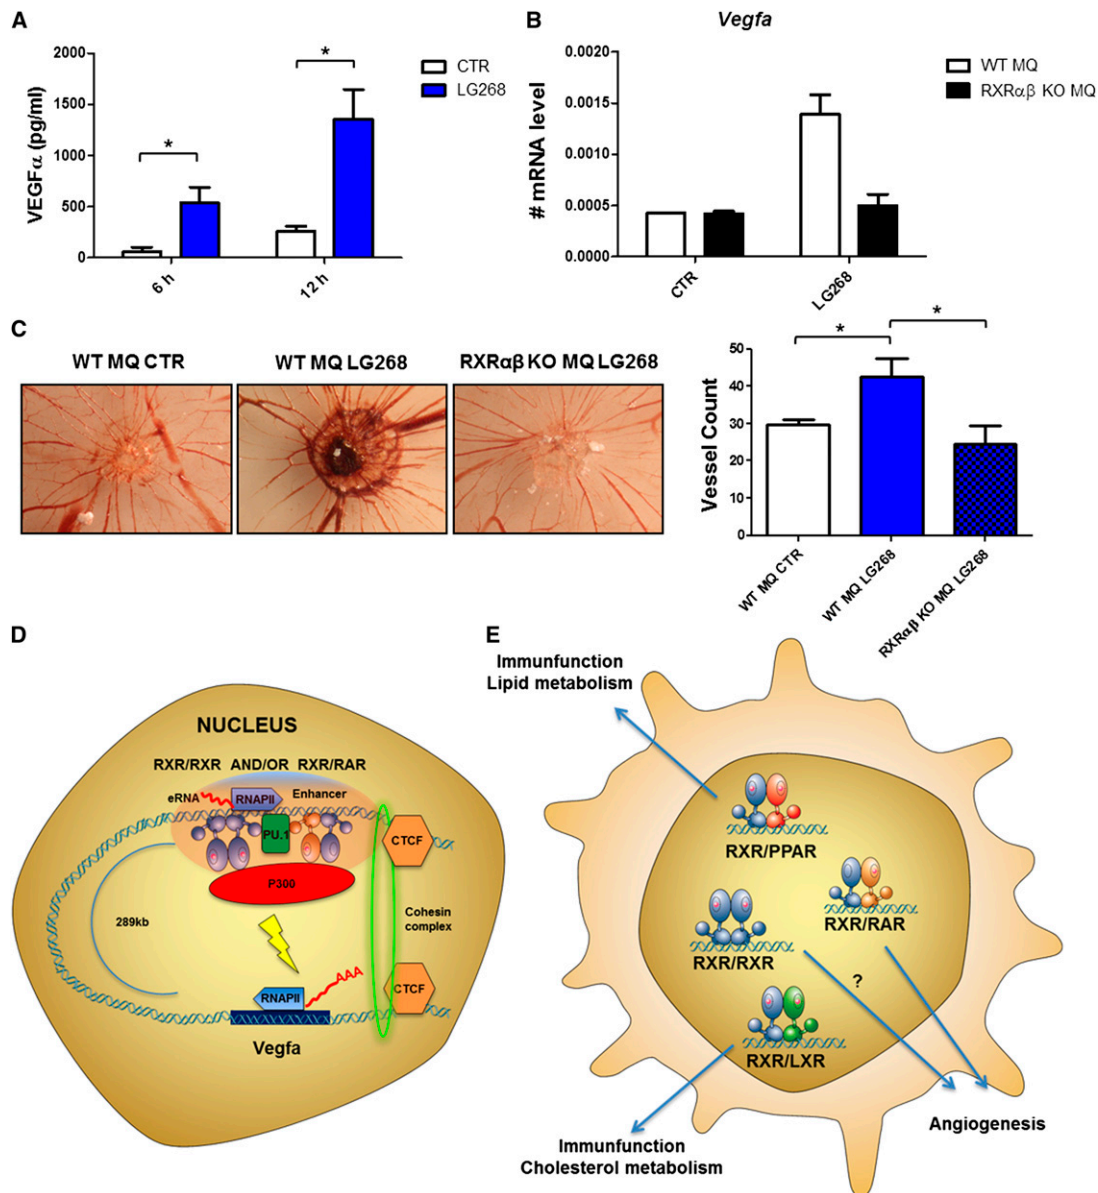 A
2000
1500
1000
500
0
VEGFα (pg/ml)
*
*
6 h
12 h
CTR
LG268
B
Vegfa
0.0020
0.0015
0.0010
0.0005
0.0000
# mRNA level
CTR
LG268
WT MQ
RXRαβ KO MQ
C
WT MQ CTR
WT MQ LG268
RXRαβ KO MQ LG268
*
*
50
40
30
20
10
0
Vessel Count
WT MQ CTR
WT MQ LG268
RXRαβ KO MQ LG268
D
NUCLEUS
RXR/RXR AND/OR RXR/RAR
eRNA
RNAPII
Enhancer
PU.1
CTCF
P300
289kb
Cohesin
complex
AAA
RNAPII
CTCF
Vegfa
E
Immunfunction
Lipid metabolism
RXR/PPAR
RXR/RAR
RXR/RXR
?
RXR/LXR
Angiogenesis
Immunfunction
Cholesterol metabolism